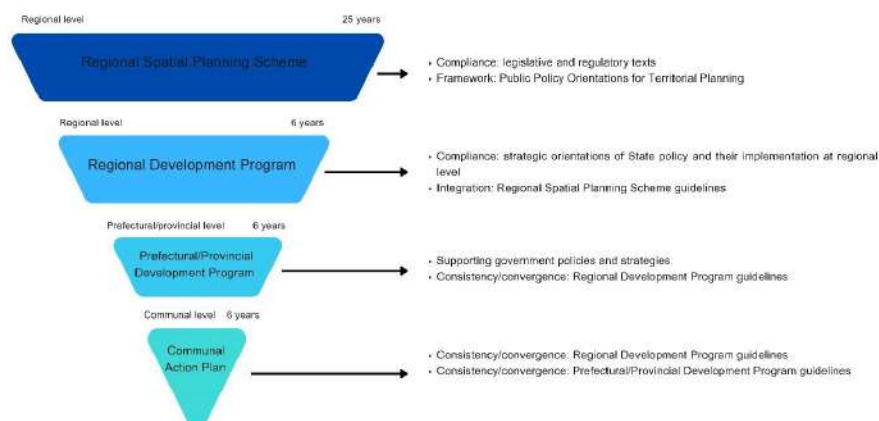 Regional level 25 years
Regional Spatial Planning Scheme
• Compliance: legislative and regulatory texts
• Framework: Public Policy Orientations for Territorial Planning
Regional level 6 years
Regional Development Program
• Compliance: strategic orientations of State policy and their implementation at regional
level
• Integration: Regional Spatial Planning Scheme guidelines
Prefectural/provincial level 6 years
Prefectural/Provincial
Development Program
• Supporting government policies and strategies
• Consistency/convergence: Regional Development Program guidelines
Communal level 6 years
Communal
Action Plan
• Consistency/convergence: Regional Development Program guidelines
• Consistency/convergence: Prefectural/Provincial Development Program guidelines